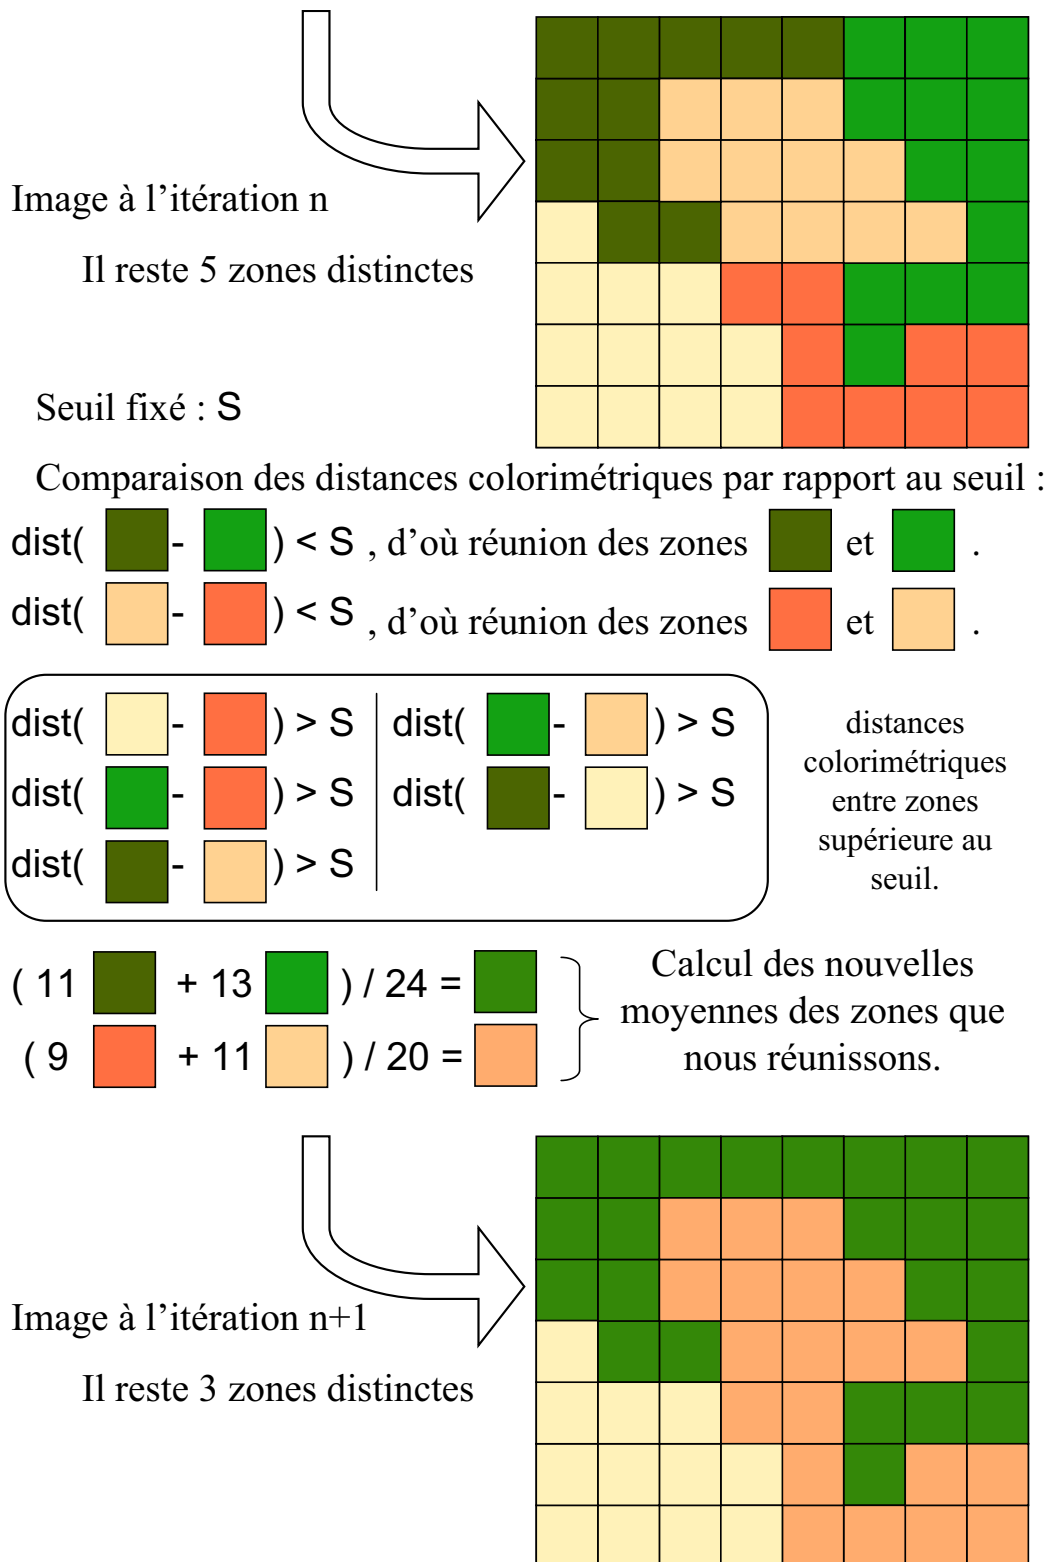 Image à l’itération n
Il reste 5 zones distinctes
Seuil fixé : S
Comparaison des distances colorimétriques par rapport au seuil :
dist( - ) < S , d’où réunion des zones et .
dist( - ) < S , d’où réunion des zones et .
dist( - ) > S
dist( - ) > S
dist( - ) > S
dist( - ) > S
dist( - ) > S
distances
colorimétriques
entre zones
supérieure au
seuil.
( 11 + 13 ) / 24 =
( 9 + 11 ) / 20 =
Calcul des nouvelles
moyennes des zones que
nous réunissons.
Image à l’itération n+1
Il reste 3 zones distinctes